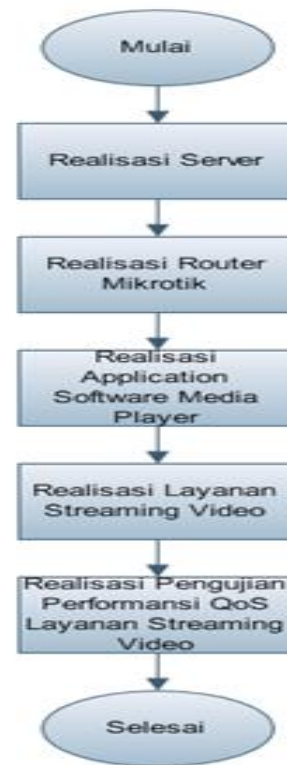 Mulai
Realisasi Server
Realisasi Router
Mikrotik
Realisasi
Application
Software Media
Player
Realisasi Layanan
Streaming Video
Realisasi Pengujian
Performansi QoS
Layanan Streaming
Video
Selesai